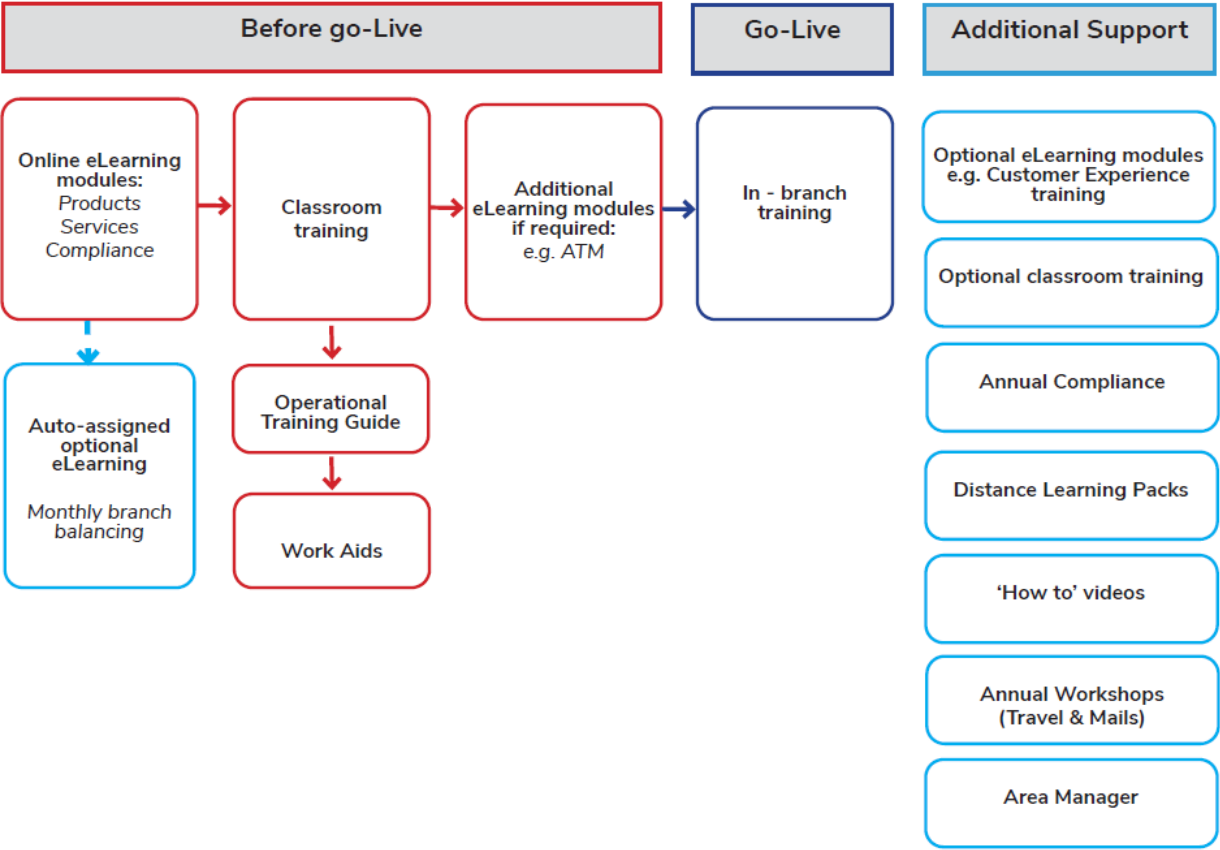 Before go-Live
Go-Live
Additional Support
Online eLearning
modules:
Products
Services
Compliance
Classroom
training
Additional
eLearning modules
if required:
e.g. ATM
In - branch
training
Auto-assigned
optional
eLearning
Monthly branch
balancing
Operational
Training Guide
Work Aids
Optional eLearning modules
e.g. Customer Experience
training
Optional classroom training
Annual Compliance
Distance Learning Packs
‘How to’ videos
Annual Workshops
(Travel & Mails)
Area Manager